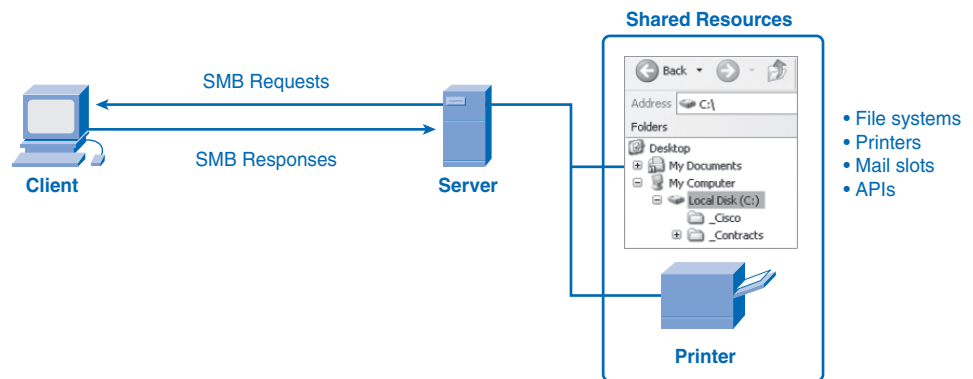 Shared Resources
SMB Requests
SMB Responses
Client
Server
Back
Address C:\
Folders
Desktop
My Documents
My Computer
Local Disk (C:)
_Cisco
_Contracts
Printer
• File systems
• Printers
• Mail slots
• APIs